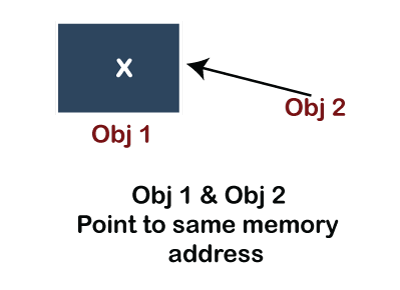 X
Obj 2
Obj 1
Obj 1 & Obj 2
Point to same memory
address